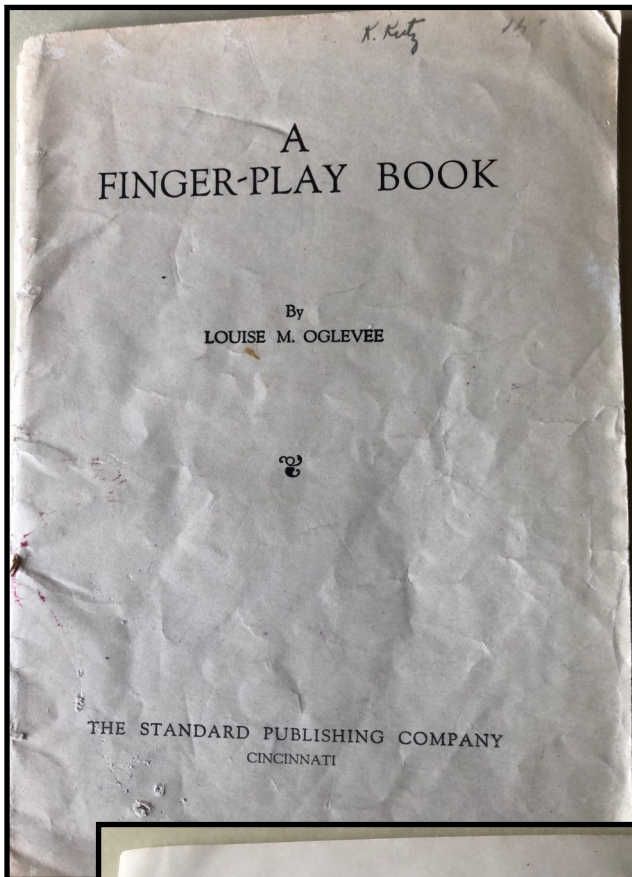 A
FINGER-PLAY BOOK
By
LOUISE M. OGLEVEE
THE STANDARD PUBLISHING COMPANY
CINCINNATI